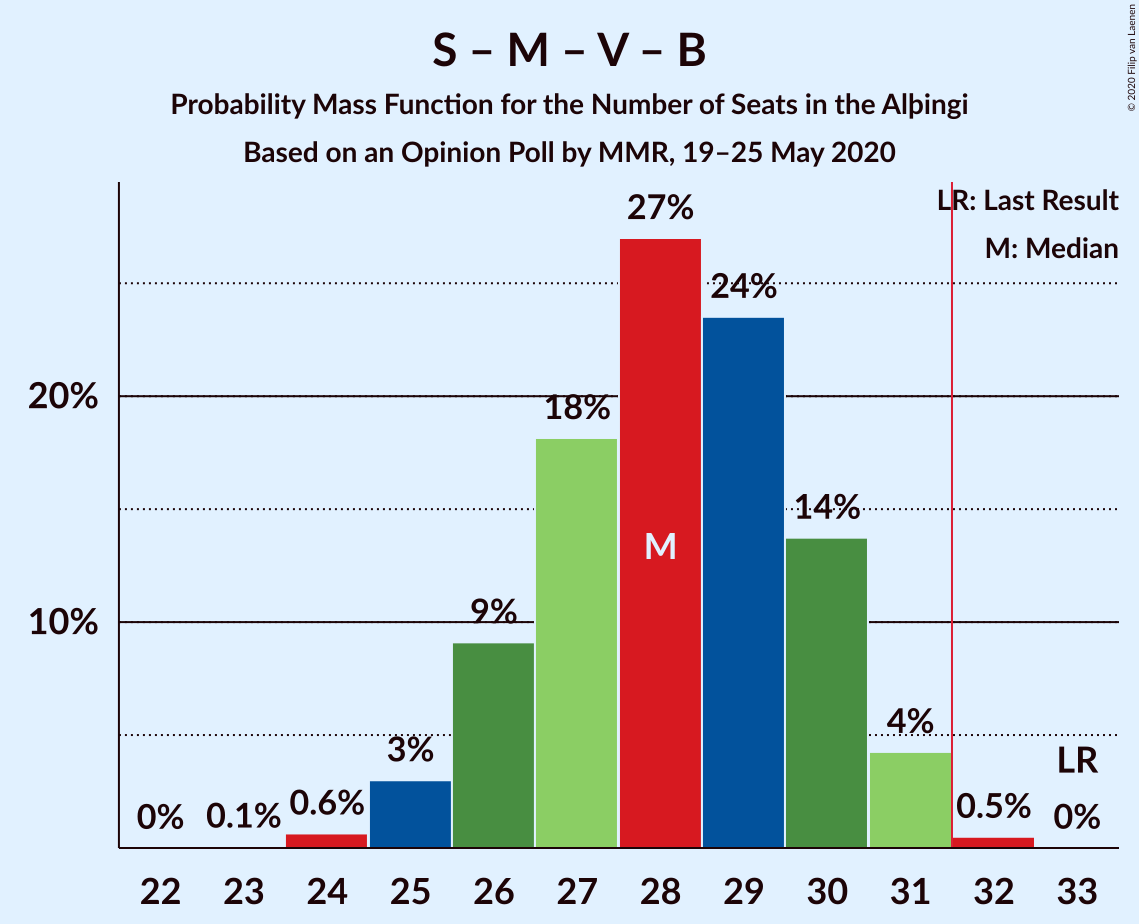 S – M – V – B
Probability Mass Function for the Number of Seats in the Alþingi
Based on an Opinion Poll by MMR, 19–25 May 2020
© 2020 Filip van Laenen
LR: Last Result
M: Median
20%
10%
0%
0.1%
0.6%
3%
9%
18%
27%
24%
14%
4%
0.5%
0%
LR
M
22 23 24 25 26 27 28 29 30 31 32 33